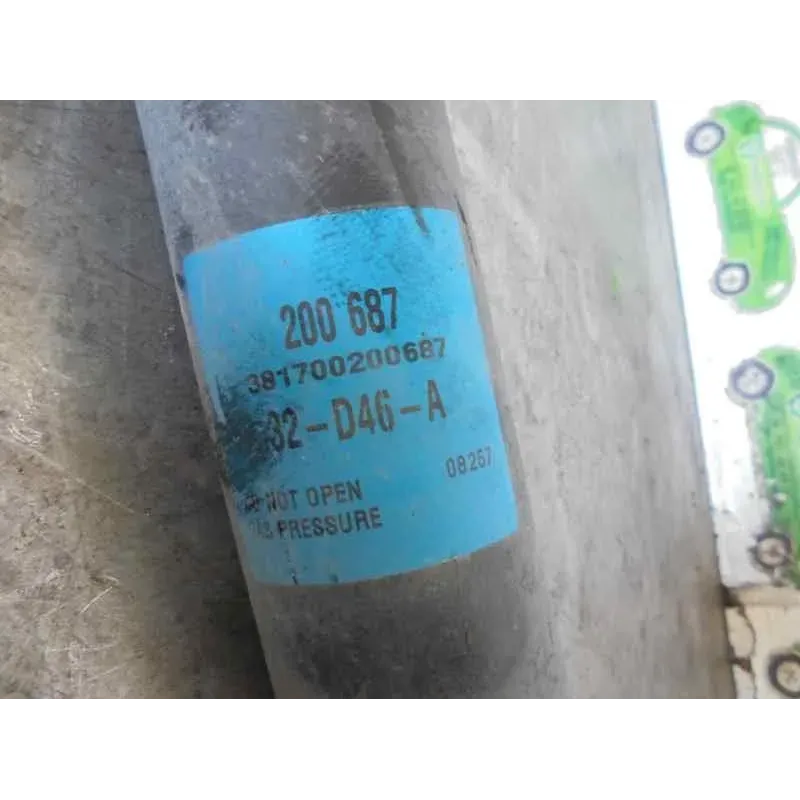 200 687
381700200687
32-D46-A
08267
NOT OPEN
PRESSURE